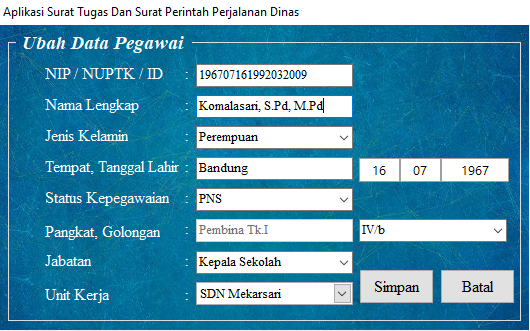 Aplikasi Surat Tugas Dan Surat Perintah Perjalanan Dinas
Ubah Data Pegawai
NIP / NUPTK / ID : 196707161992032009
Nama Lengkap : Komalasari, S.Pd, M.Pd
Jenis Kelamin : Perempuan
Tempat, Tanggal Lahir : Bandung 16 07 1967
Status Kepegawaian : PNS
Pangkat, Golongan : Pembina Tk.I IV/b
Jabatan : Kepala Sekolah
Unit Kerja : SDN Mekarsari
Simpan Batal